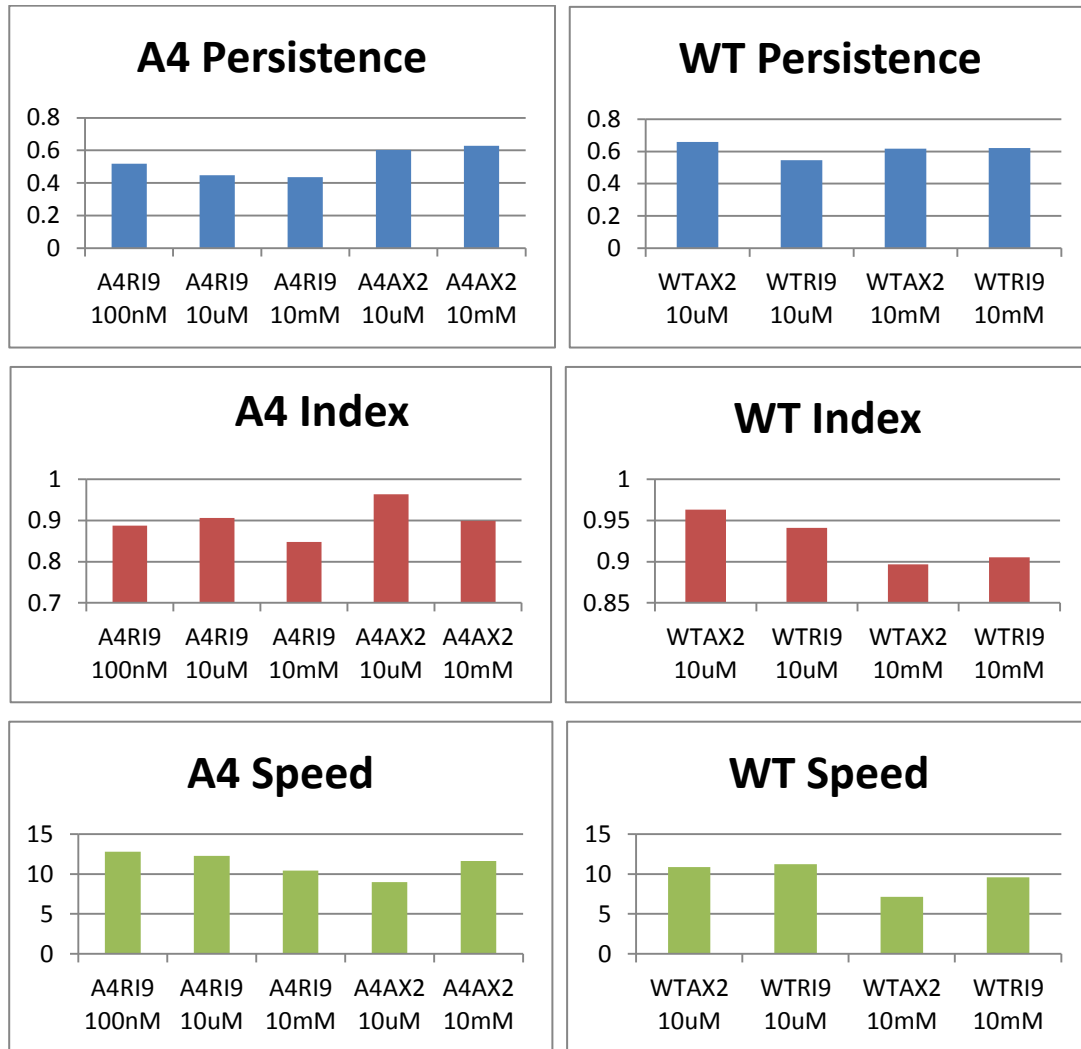 A4 Persistence
0.8
0.6
0.4
0.2
0
A4RI9 A4RI9 A4RI9 A4AX2 A4AX2
100nM 10uM 10mM 10uM 10mM
WT Persistence
0.8
0.6
0.4
0.2
0
WTAX2 WTRI9 WTAX2 WTRI9
10uM 10uM 10mM 10mM
A4 Index
1
0.9
0.8
0.7
A4RI9 A4RI9 A4RI9 A4AX2 A4AX2
100nM 10uM 10mM 10uM 10mM
WT Index
1
0.95
0.9
0.85
WTAX2 WTRI9 WTAX2 WTRI9
10uM 10uM 10mM 10mM
A4 Speed
15
10
5
0
A4RI9 A4RI9 A4RI9 A4AX2 A4AX2
100nM 10uM 10mM 10uM 10mM
WT Speed
15
10
5
0
WTAX2 WTRI9 WTAX2 WTRI9
10uM 10uM 10mM 10mM